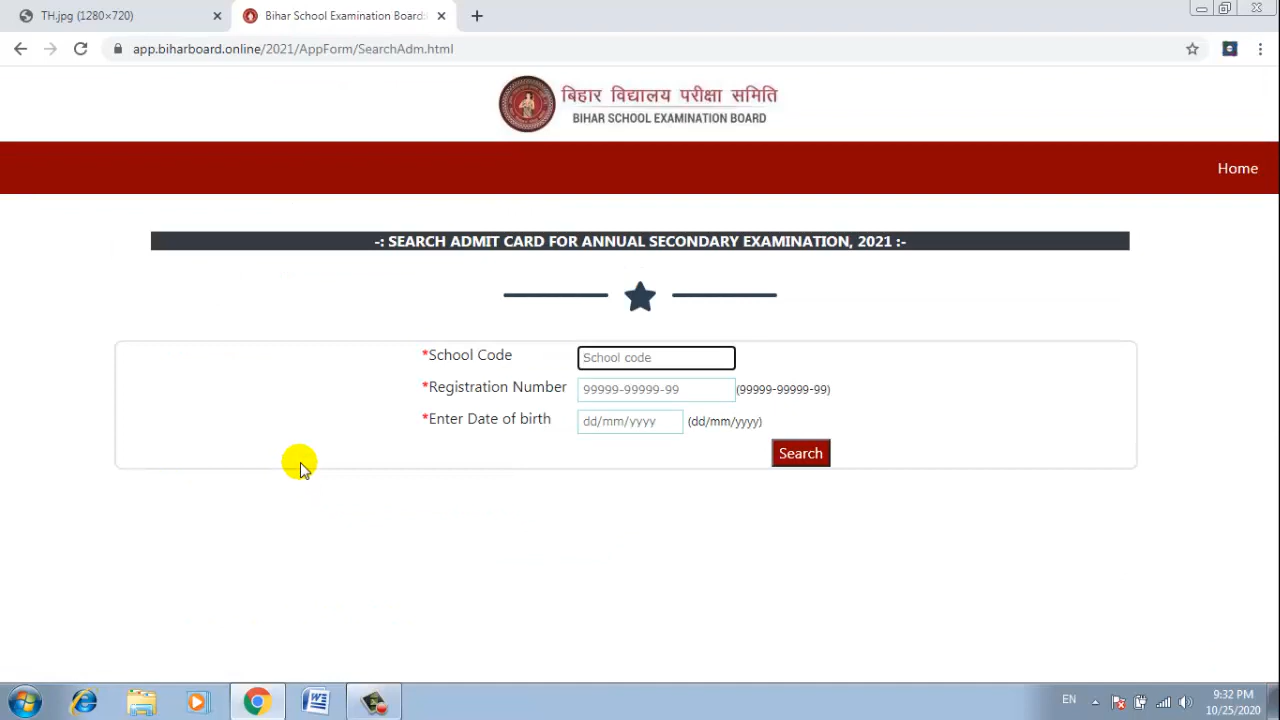 TH.jpg (1280×720)
Bihar School Examination Board:
app.biharboard.online/2021/AppForm/SearchAdm.html
बिहार विद्यालय परीक्षा समिति
BIHAR SCHOOL EXAMINATION BOARD
Home
-: SEARCH ADMIT CARD FOR ANNUAL SECONDARY EXAMINATION, 2021 :-
*School Code School code
*Registration Number 99999-99999-99 (99999-99999-99)
*Enter Date of birth dd/mm/yyyy (dd/mm/yyyy)
Search
EN
9:32 PM
10/25/2020